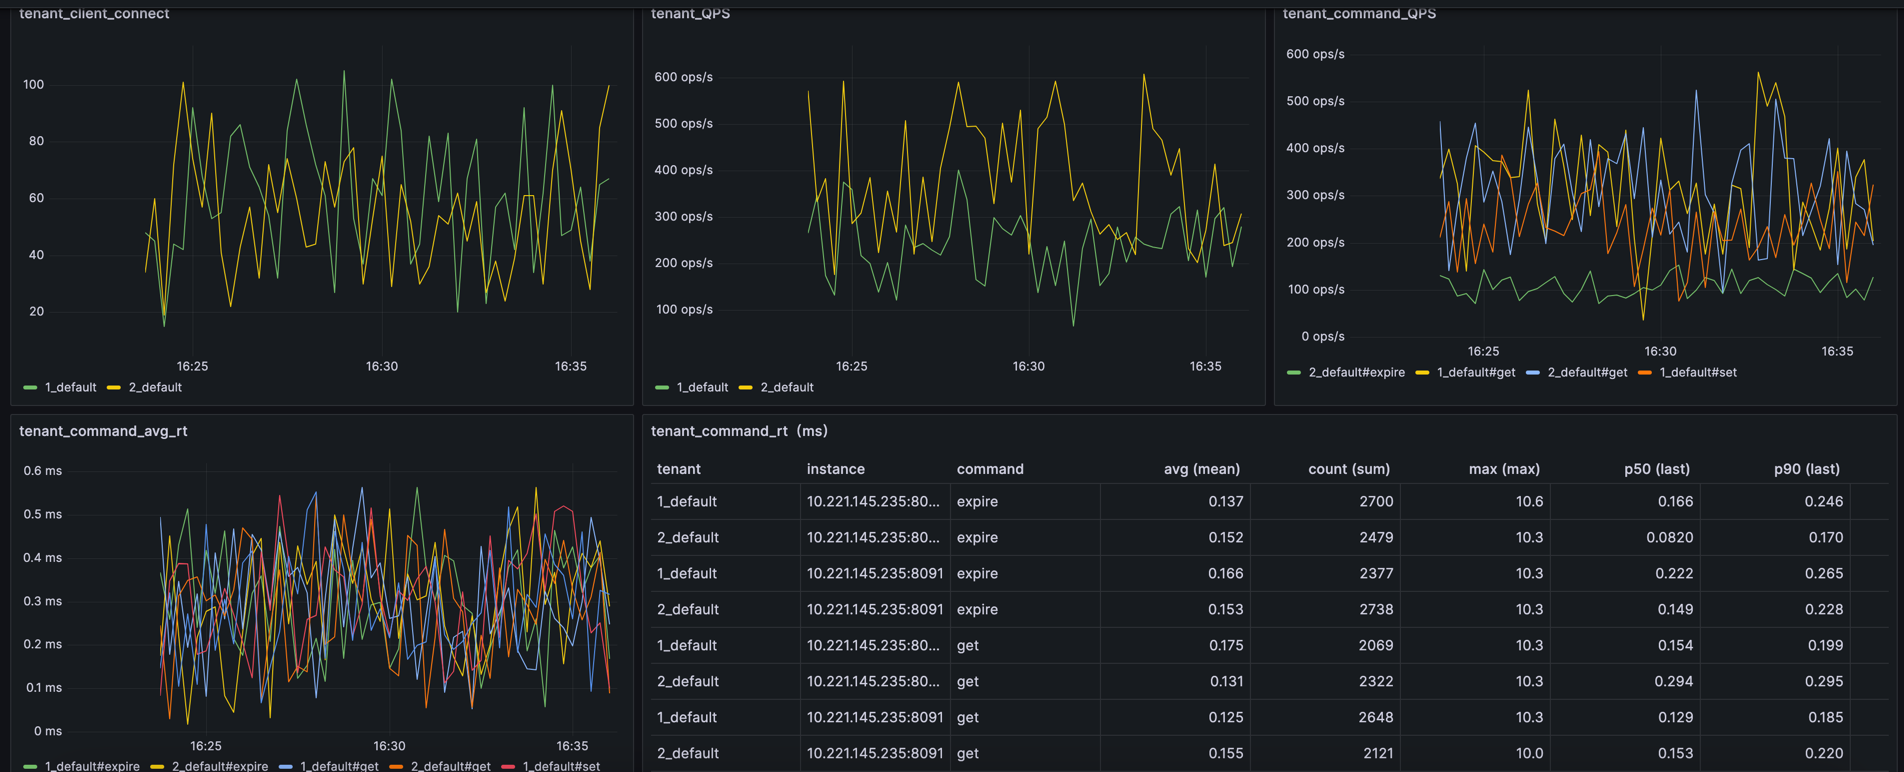 tenant_client_connect
100
80
60
40
20
16:25 16:30 16:35
1_default 2_default
tenant_QPS
600 ops/s
500 ops/s
400 ops/s
300 ops/s
200 ops/s
100 ops/s
16:25 16:30 16:35
1_default 2_default
tenant_command_QPS
600 ops/s
500 ops/s
400 ops/s
300 ops/s
200 ops/s
100 ops/s
0 ops/s
16:25 16:30 16:35
2_default#expire 1_default#get 2_default#get 1_default#set
tenant_command_avg_rt
0.6 ms
0.5 ms
0.4 ms
0.3 ms
0.2 ms
0.1 ms
0 ms
16:25 16:30 16:35
1_default#expire 2_default#expire 1_default#get 2_default#get 1_default#set
tenant_command_rt (ms)
tenant instance command avg (mean) count (sum) max (max) p50 (last) p90 (last)
1_default 10.221.145.235:80... expire 0.137 2700 10.6 0.166 0.246
2_default 10.221.145.235:80... expire 0.152 2479 10.3 0.0820 0.170
1_default 10.221.145.235:8091 expire 0.166 2377 10.3 0.222 0.265
2_default 10.221.145.235:8091 expire 0.153 2738 10.3 0.149 0.228
1_default 10.221.145.235:80... get 0.175 2069 10.3 0.154 0.199
2_default 10.221.145.235:80... get 0.131 2322 10.3 0.294 0.295
1_default 10.221.145.235:8091 get 0.125 2648 10.3 0.129 0.185
2_default 10.221.145.235:8091 get 0.155 2121 10.0 0.153 0.220